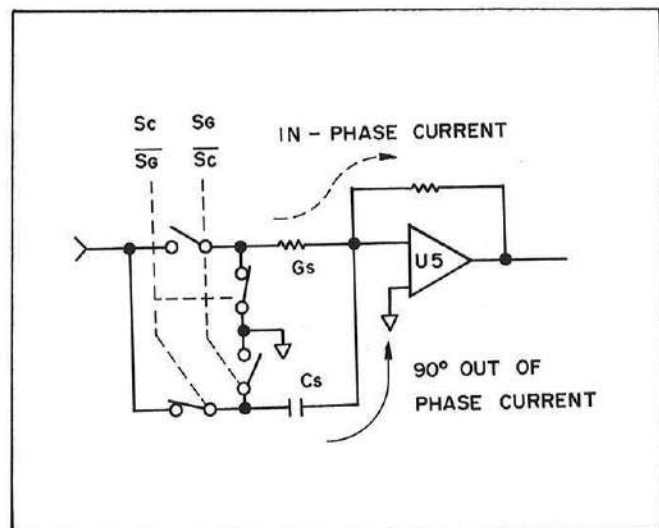 Sc SG
SG Sc
IN - PHASE CURRENT
Gs
U5
Cs
90° OUT OF
PHASE CURRENT